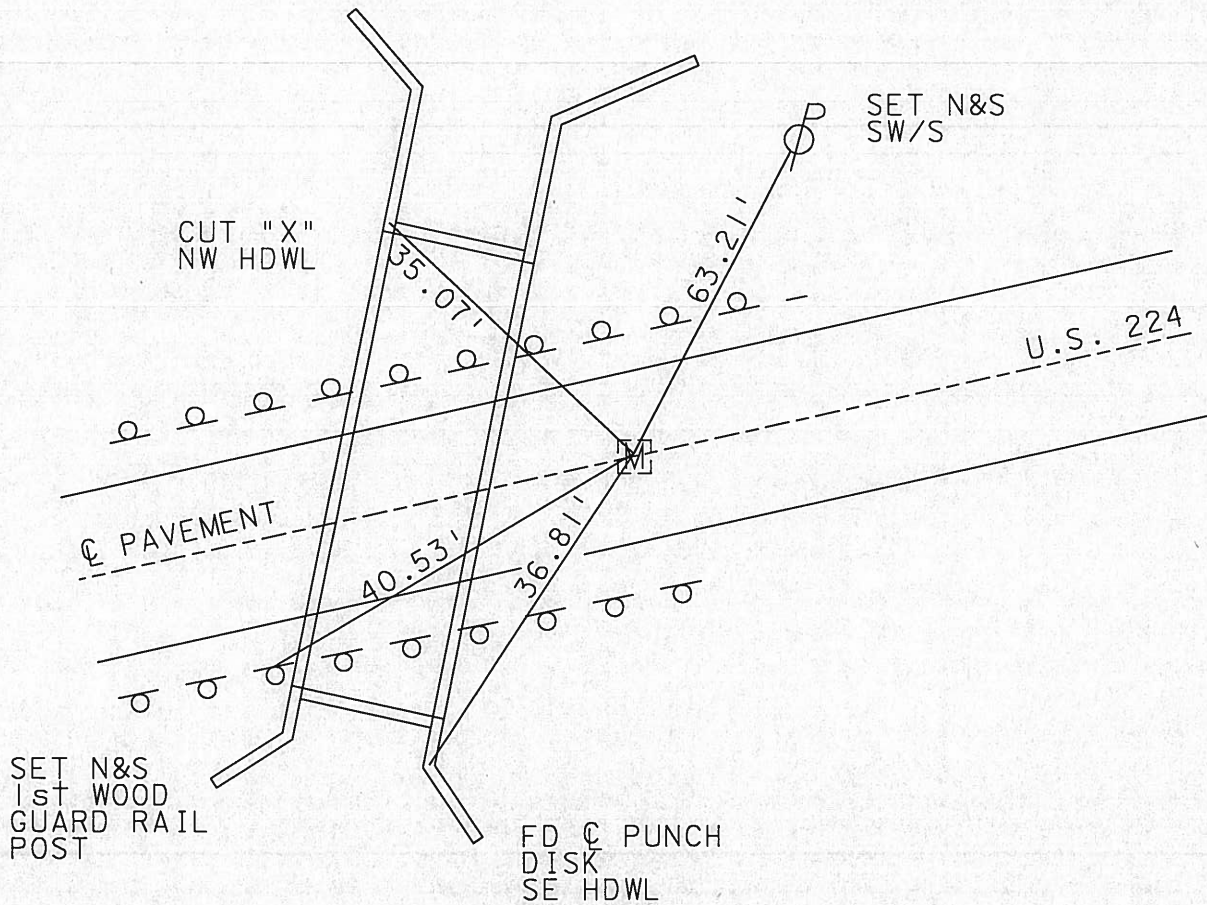 SET N&S
SW/S
P
CUT "X"
NW HDWL
35.07'
63.21'
U.S. 224
M
℄ PAVEMENT
40.53'
36.81'
SET N&S
1st WOOD
GUARD RAIL
POST
FD ℄ PUNCH
DISK
SE HDWL